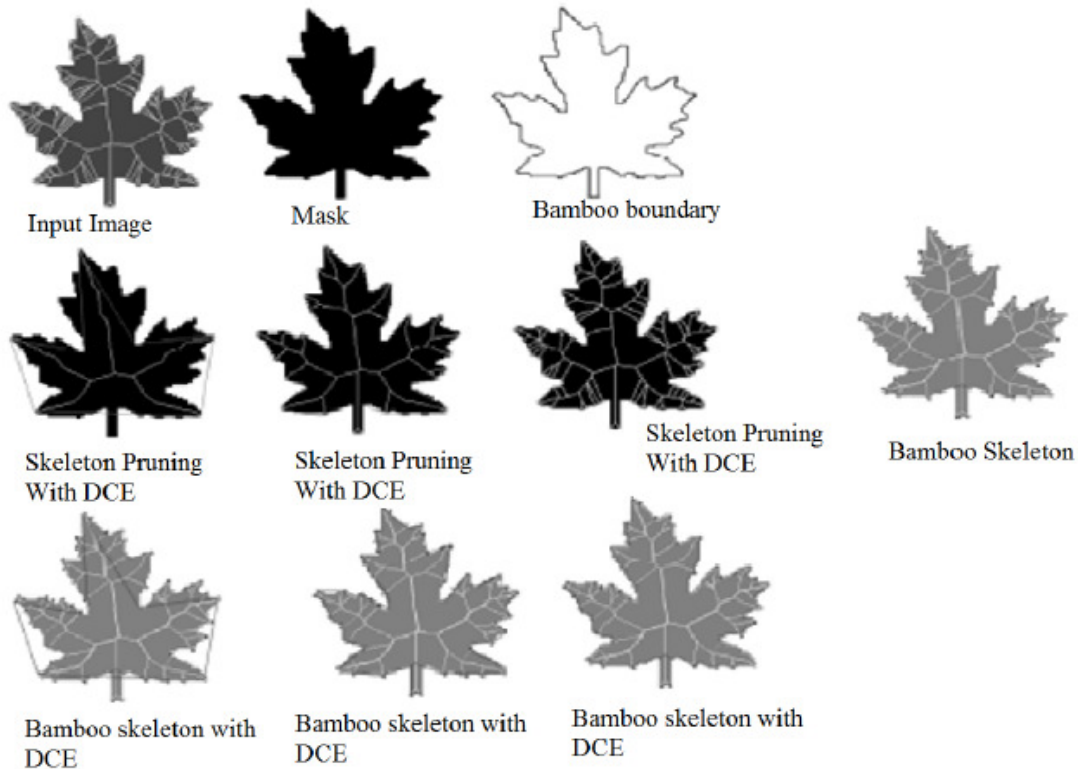 Input Image
Mask
Bamboo boundary
Skeleton Pruning
With DCE
Skeleton Pruning
With DCE
Skeleton Pruning
With DCE
Bamboo Skeleton
Bamboo skeleton with
DCE
Bamboo skeleton with
DCE
Bamboo skeleton with
DCE